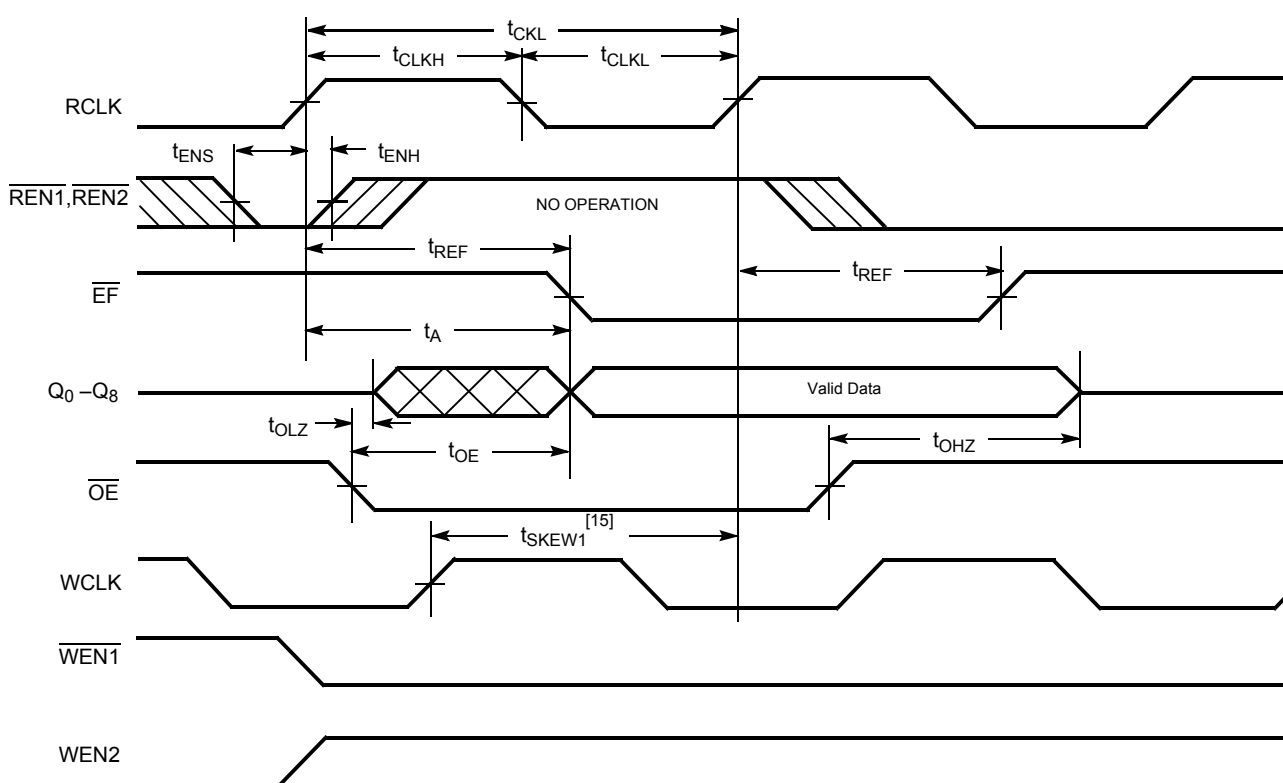 tCKL
tCLKH
tCLKL
RCLK
tENS
tENH
REN1,REN2
NO OPERATION
tREF
tREF
EF
tA
Q0 –Q8
Valid Data
tOLZ
tOE
tOHZ
OE
tSKEW1[15]
WCLK
WEN1
WEN2